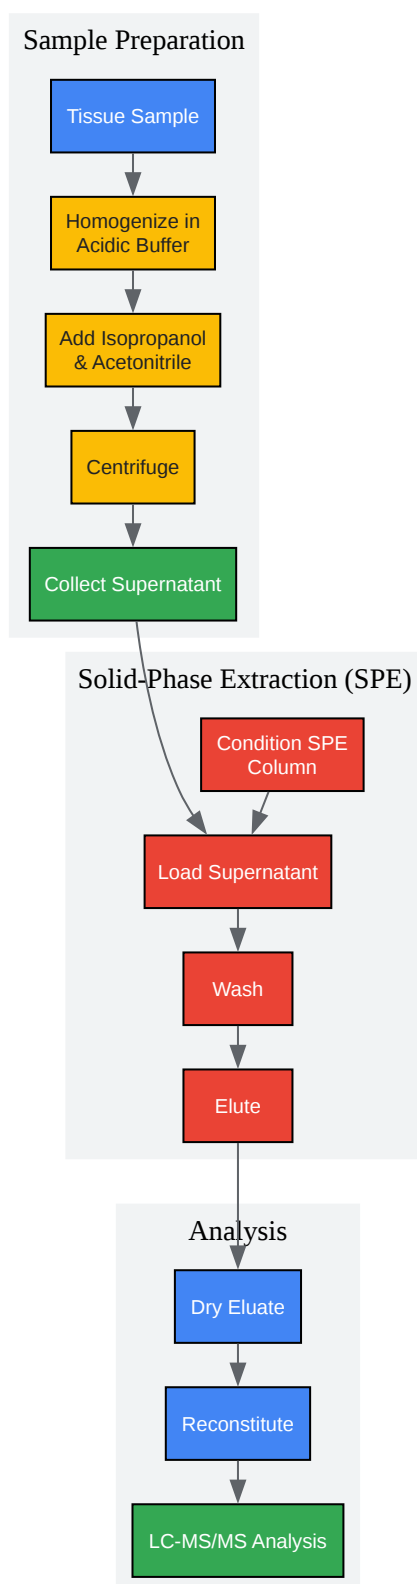 Sample Preparation
Tissue Sample
Homogenize in
Acidic Buffer
Add Isopropanol
& Acetonitrile
Centrifuge
Collect Supernatant
Solid-Phase Extraction (SPE)
Condition SPE
Column
Load Supernatant
Wash
Elute
Analysis
Dry Eluate
Reconstitute
LC-MS/MS Analysis